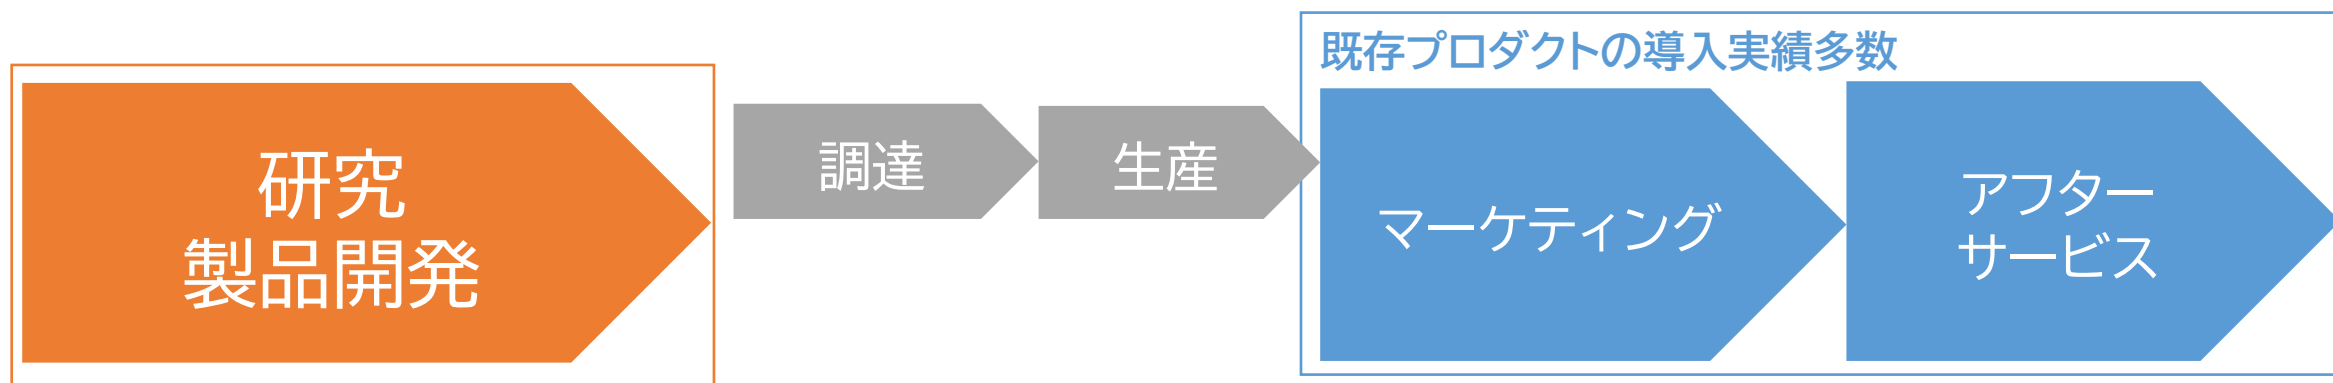 既存プロダクトの導入実績多数
研究
製品開発
調達
生産
マーケティング
アフター
サービス